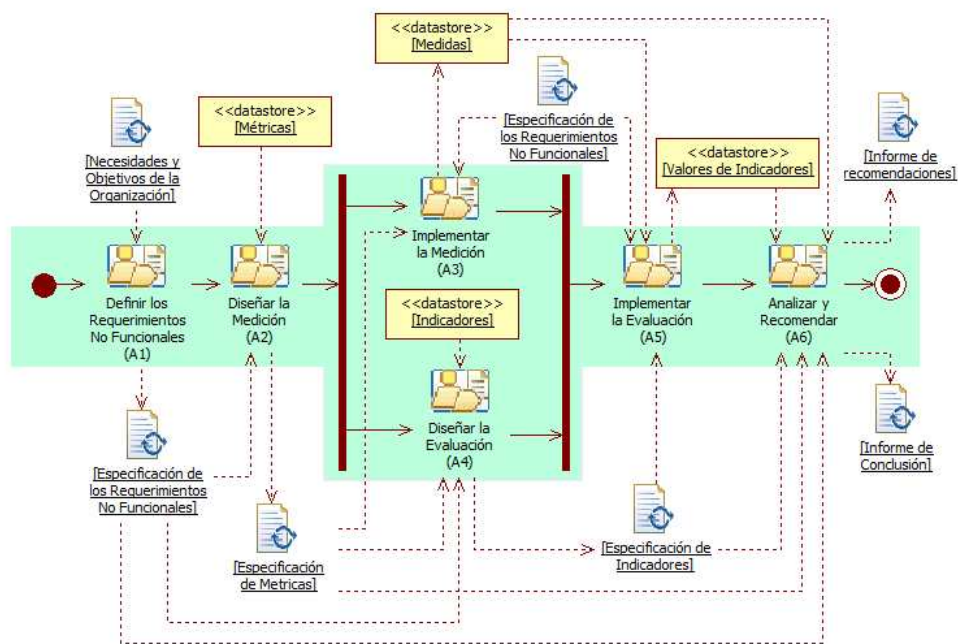 <<datastore>>
[Medidas]
<<datastore>>
[Métricas]
[Especificación de
los Requerimientos
No Funcionales]
[Necesidades y
Objetivos de la
Organización]
<<datastore>>
[Valores de Indicadores]
[Informe de
recomendaciones]
Implementar
la Medición
(A3)
Definir los
Requerimientos
No Funcionales
(A1)
Diseñar la
Medición
(A2)
<<datastore>>
[Indicadores]
Implementar
la Evaluación
(A5)
Analizar y
Recomendar
(A6)
Diseñar la
Evaluación
(A4)
[Informe de
Conclusión]
[Especificación de
los Requerimientos
No Funcionales]
[Especificación
de Metricas]
[Especificación de
Indicadores]